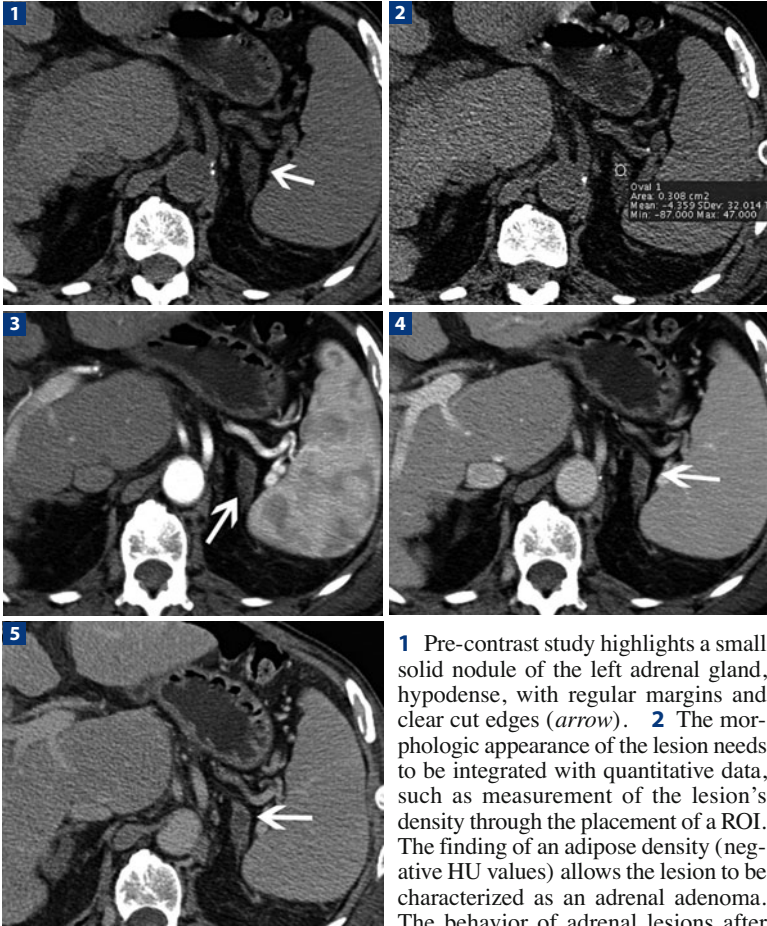 1
2
Oval 1
Area: 0.308 cm2
Mean: -4.359 SDev: 32.014
Min: -87.000 Max: 47.000
3
4
5
1 Pre-contrast study highlights a small
solid nodule of the left adrenal gland,
hypodense, with regular margins and
clear cut edges (arrow). 2 The mor-
phologic appearance of the lesion needs
to be integrated with quantitative data,
such as measurement of the lesion's
density through the placement of a ROI.
The finding of an adipose density (neg-
ative HU values) allows the lesion to be
characterized as an adrenal adenoma.
The behavior of adrenal lesions after